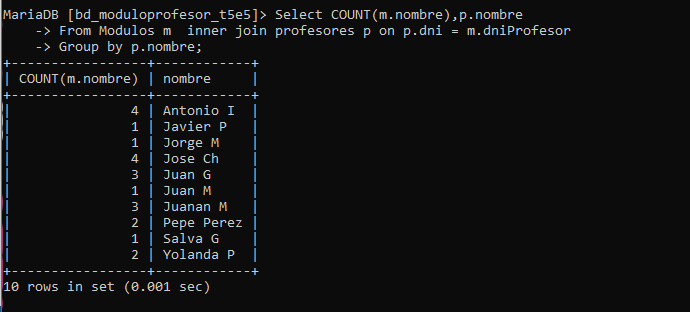 MariaDB [bd_moduloprofesor_t5e5]> Select COUNT(m.nombre),p.nombre
    -> From Modulos m  inner join profesores p on p.dni = m.dniProfesor
    -> Group by p.nombre;
+-----------------+------------+
| COUNT(m.nombre) | nombre     |
+-----------------+------------+
|               4 | Antonio I  |
|               1 | Javier P   |
|               1 | Jorge M    |
|               4 | Jose Ch    |
|               3 | Juan G     |
|               1 | Juan M     |
|               3 | Juanan M   |
|               2 | Pepe Perez |
|               1 | Salva G    |
|               2 | Yolanda P  |
+-----------------+------------+
10 rows in set (0.001 sec)